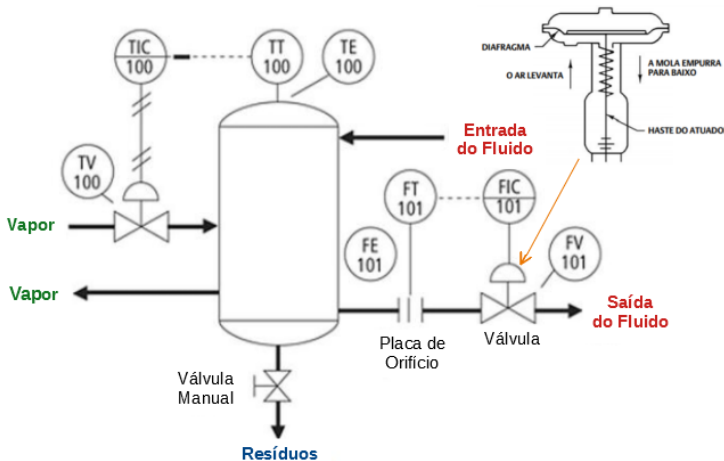 TIC
100
TT
100
TE
100
DIAFRAGMA
O AR LEVANTA
A MOLA EMPURRA
PARA BAIXO
HASTE DO ATUADO
Entrada
do Fluido
TV
100
FT
101
FIC
101
Vapor
FE
101
FV
101
Vapor
Saída
do Fluido
Placa de
Orifício
Válvula
Válvula
Manual
Resíduos